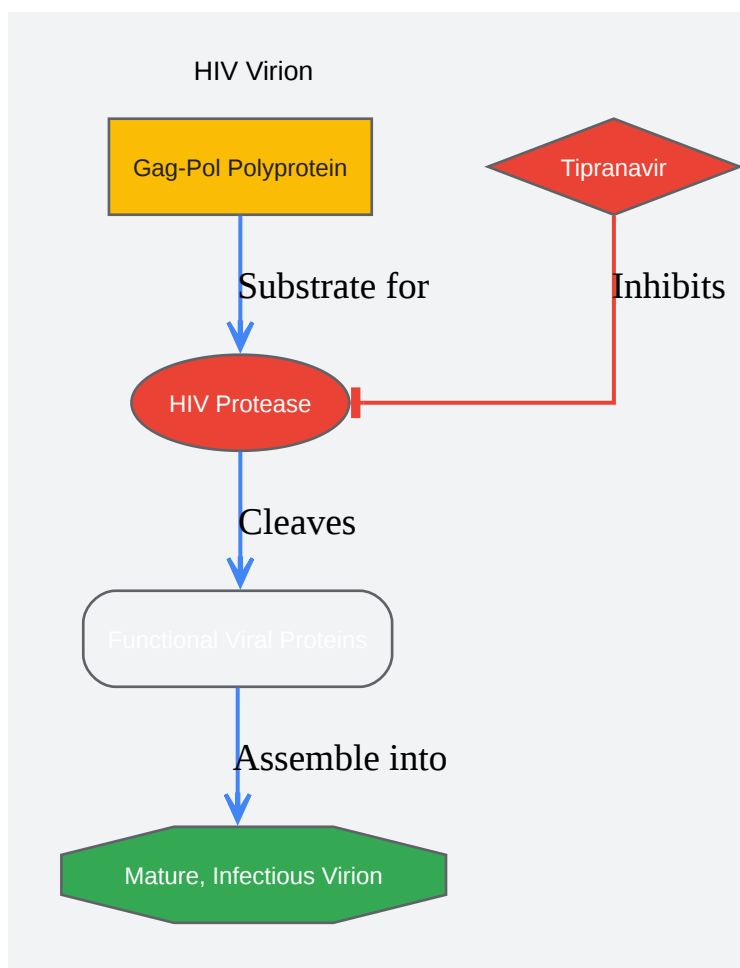 HIV Virion
Gag-Pol Polyprotein
Tipranavir
Substrate for
Inhibits
HIV Protease
Cleaves
Functional Viral Proteins
Assemble into
Mature, Infectious Virion